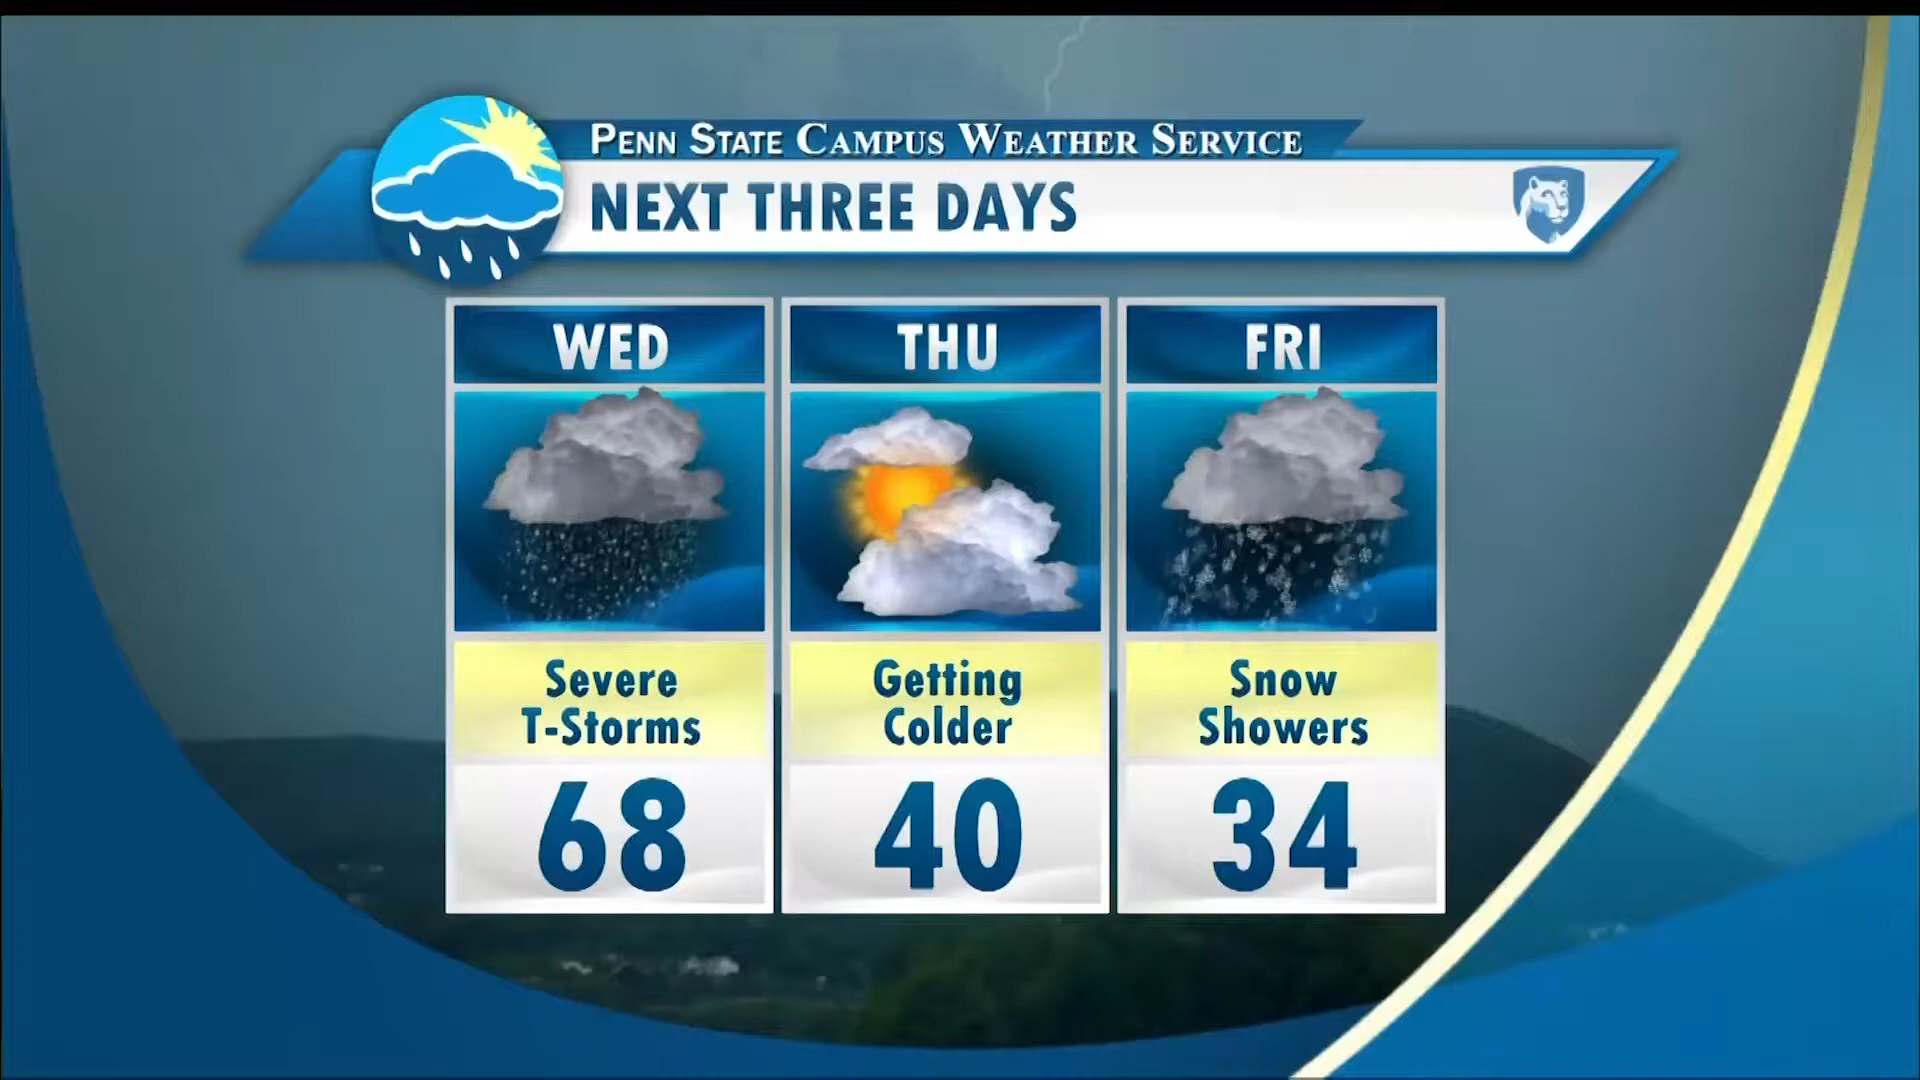 PENN STATE CAMPUS WEATHER SERVICE
NEXT THREE DAYS
WED
THU
FRI
Severe
T-Storms
Getting
Colder
Snow
Showers
68
40
34